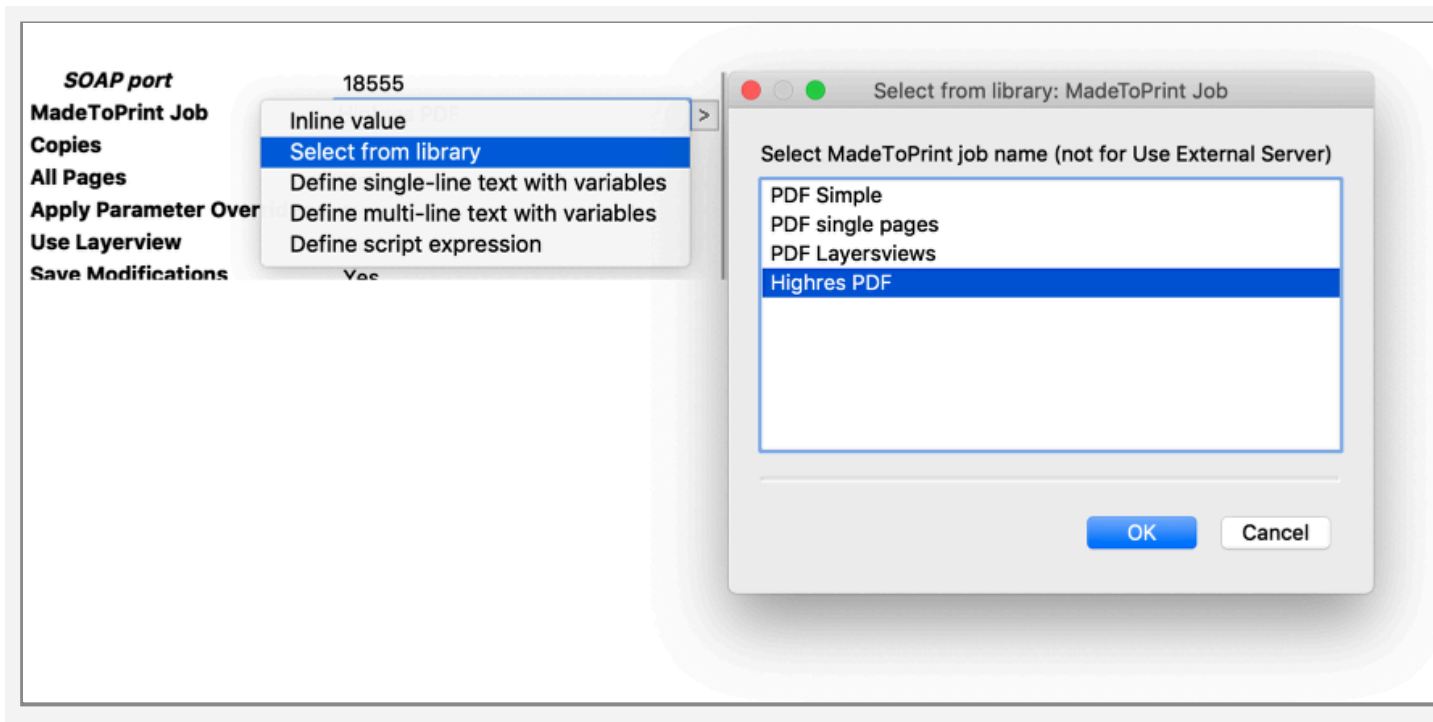 SOAP port 18555
MadeToPrint Job >
Copies
All Pages
Apply Parameter Over
Use Layerview
Save Modifications Yes
Inline value
Select from library
Define single-line text with variables
Define multi-line text with variables
Define script expression
Select from library: MadeToPrint Job
Select MadeToPrint job name (not for Use External Server)
PDF Simple
PDF single pages
PDF Layersviews
Highres PDF
OK Cancel